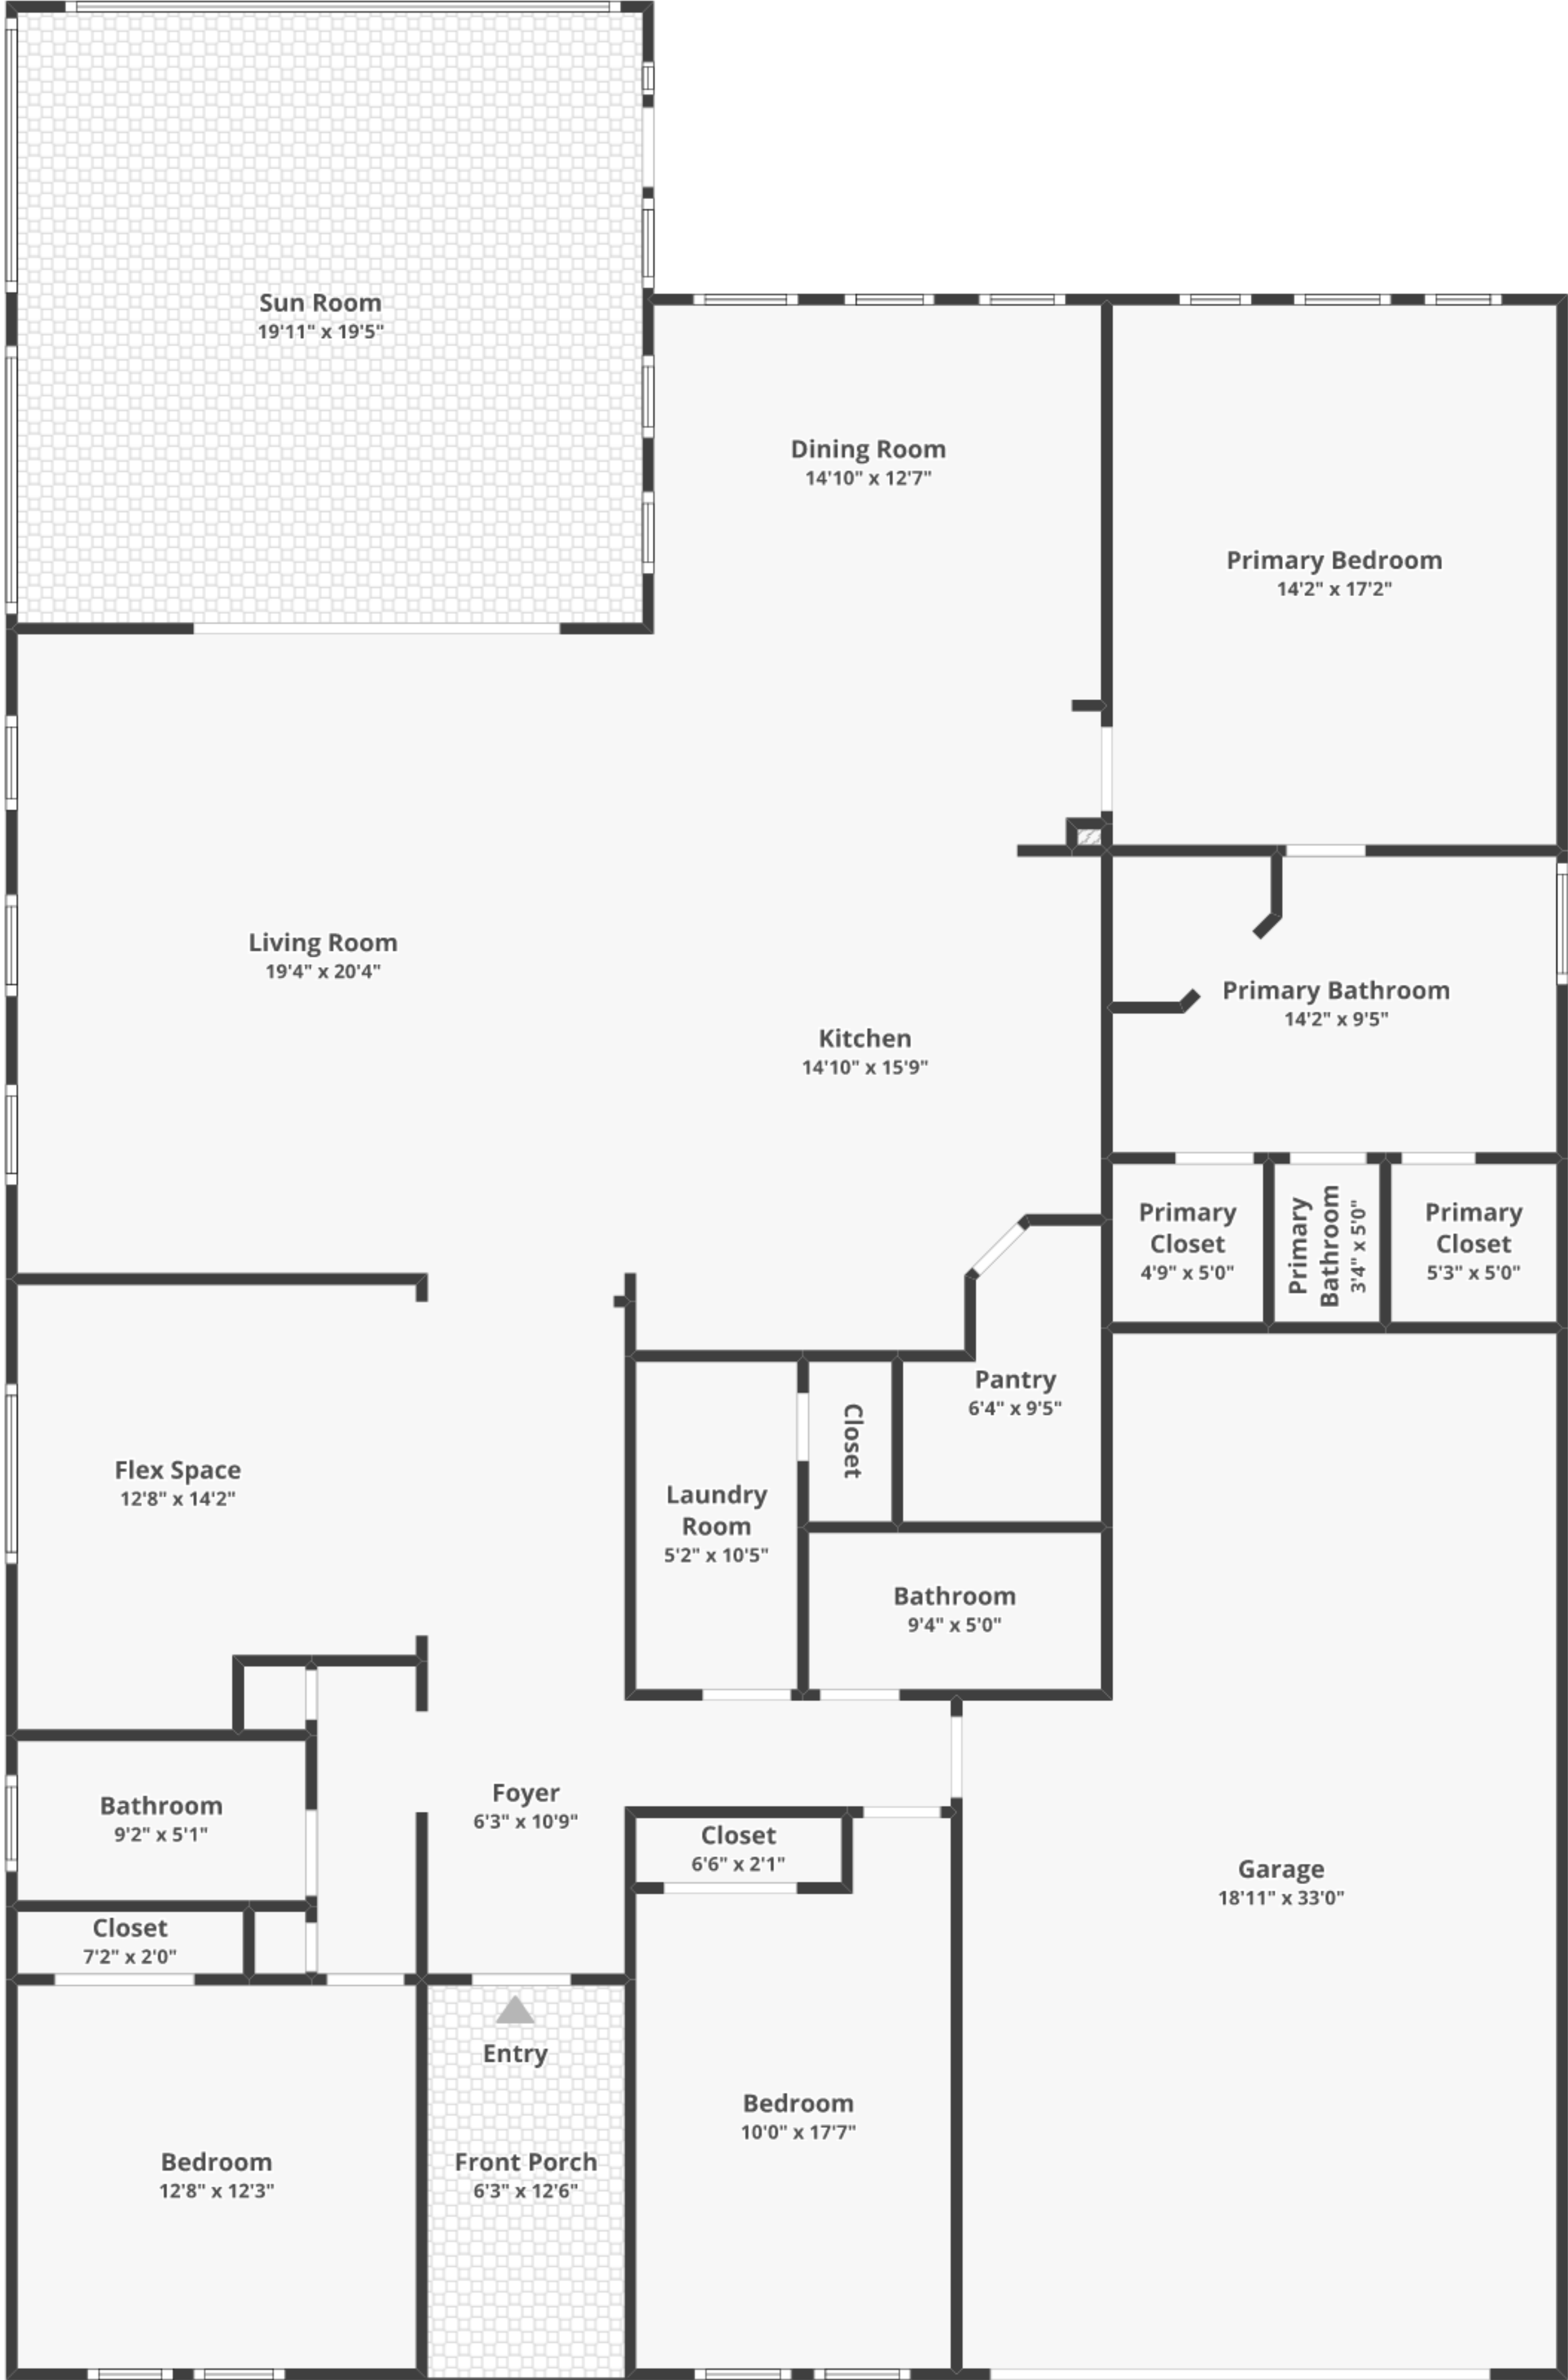 Sun Room
19'11" x 19'5"
Dining Room
14'10" x 12'7"
Primary Bedroom
14'2" x 17'2"
Living Room
19'4" x 20'4"
Kitchen
14'10" x 15'9"
Primary Bathroom
14'2" x 9'5"
Primary
Closet
4'9" x 5'0"
Primary
Bathroom
3'4" x 5'0"
Primary
Closet
5'3" x 5'0"
Pantry
6'4" x 9'5"
Closet
Flex Space
12'8" x 14'2"
Laundry
Room
5'2" x 10'5"
Bathroom
9'4" x 5'0"
Foyer
6'3" x 10'9"
Bathroom
9'2" x 5'1"
Closet
6'6" x 2'1"
Garage
18'11" x 33'0"
Closet
7'2" x 2'0"
Entry
Bedroom
10'0" x 17'7"
Bedroom
12'8" x 12'3"
Front Porch
6'3" x 12'6"